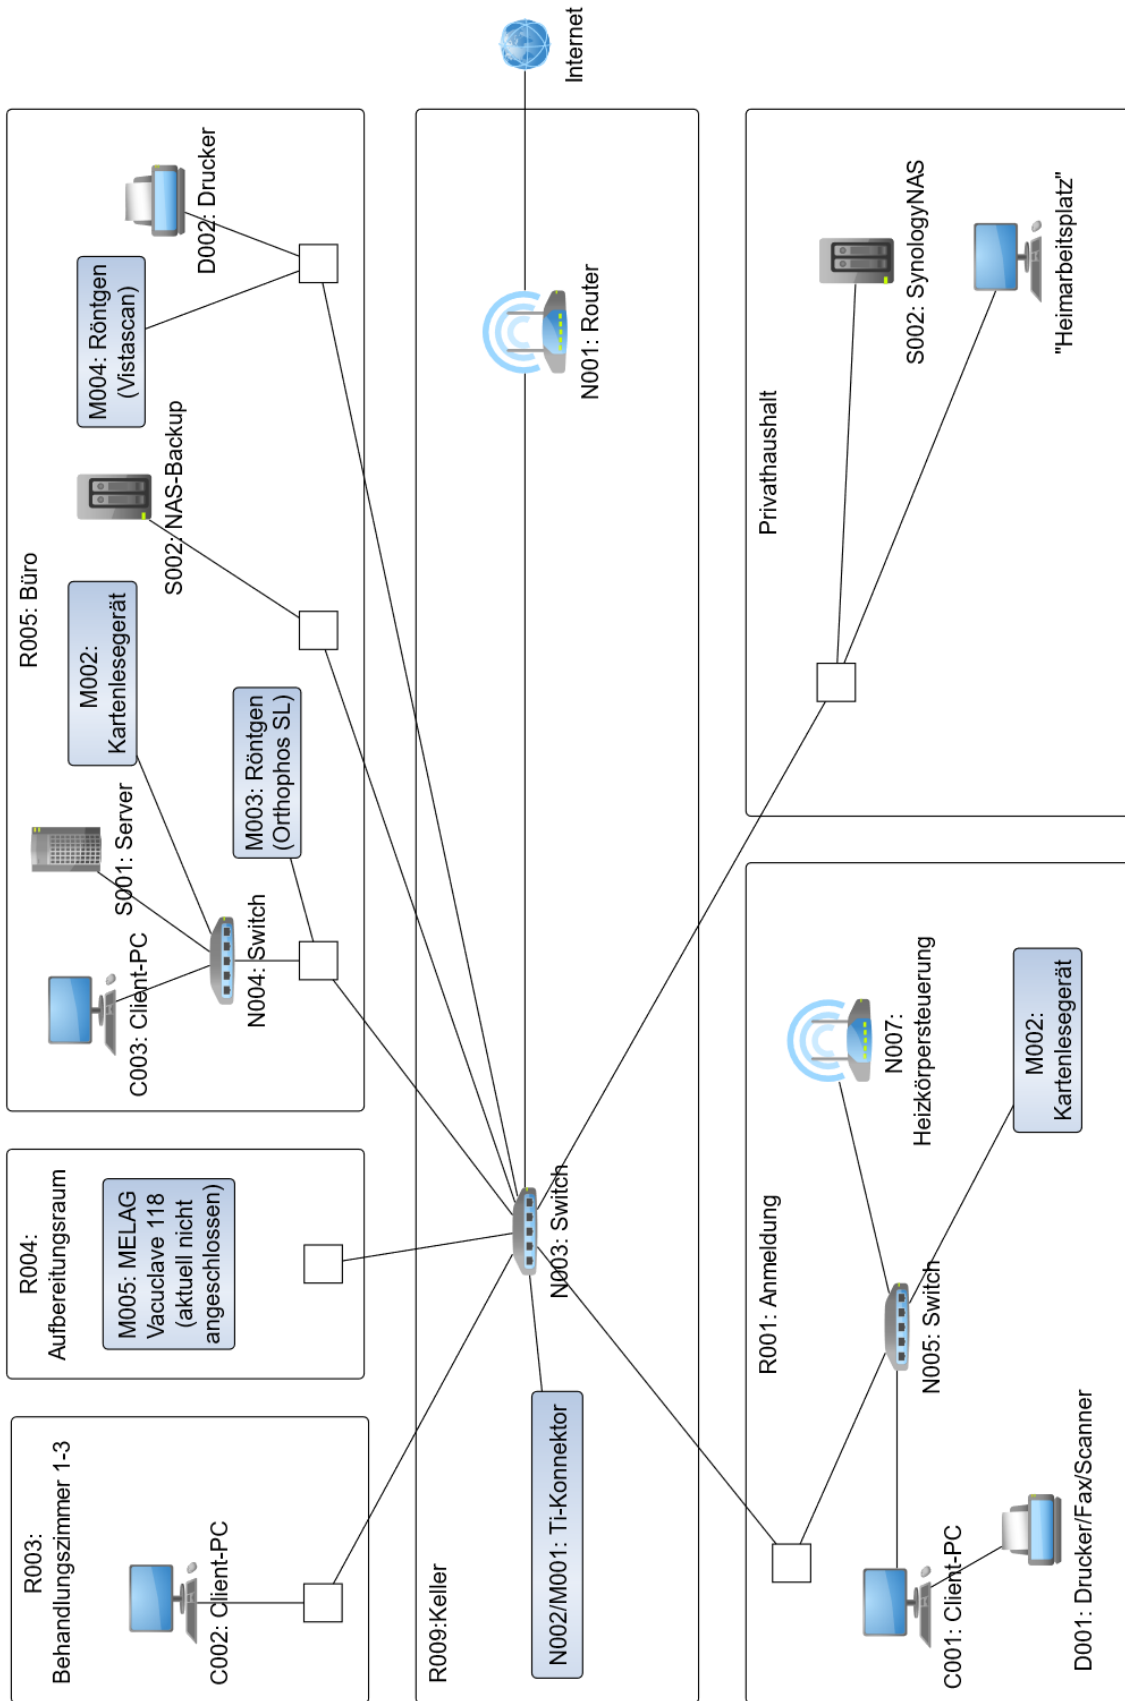 R003:
Behandlungszimmer 1-3
C002: Client-PC
R004:
Aufbereitungsraum
M005: MELAG
Vacuclave 118
(aktuell nicht
angeschlossen)
R005: Büro
C003: Client-PC
S001: Server
N004: Switch
M002:
Kartenlesegerät
M003: Röntgen
(Orthophos SL)
S002: NAS-Backup
M004: Röntgen
(Vistascan)
D002: Drucker
R009:Keller
N002/M001: Ti-Konnektor
N003: Switch
N001: Router
Internet
R001: Anmeldung
C001: Client-PC
D001: Drucker/Fax/Scanner
N005: Switch
N007:
Heizkörpersteuerung
M002:
Kartenlesegerät
Privathaushalt
S002: SynologyNAS
"Heimarbeitsplatz"